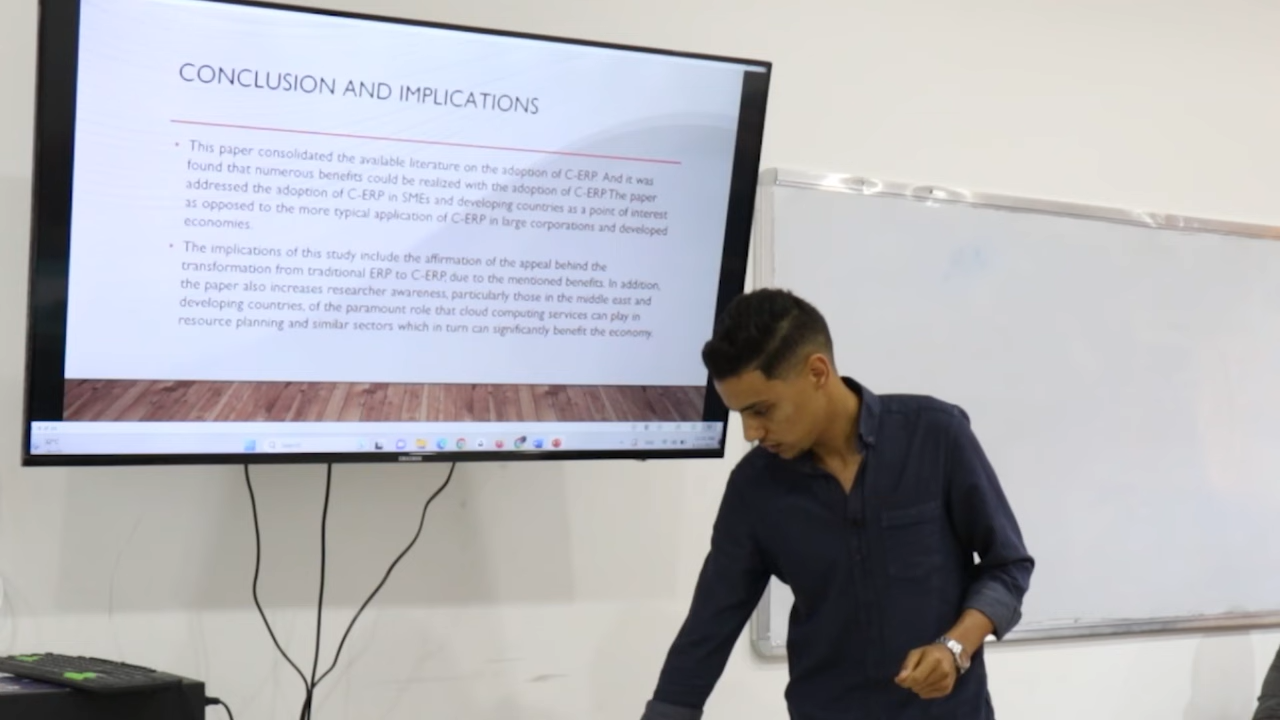 CONCLUSION AND IMPLICATIONS
• This paper consolidated the available literature on the adoption of C-ERP. And it was
found that numerous benefits could be realized with the adoption of C-ERP. The paper
addressed the adoption of C-ERP in SMEs and developing countries as a point of interest
as opposed to the more typical application of C-ERP in large corporations and developed
economies.
• The implications of this study include the affirmation of the appeal behind the
transformation from traditional ERP to C-ERP, due to the mentioned benefits. In addition,
the paper also increases researcher awareness, particularly those in the middle east and
developing countries, of the paramount role that cloud computing services can play in
resource planning and similar sectors which in turn can significantly benefit the economy.
Search